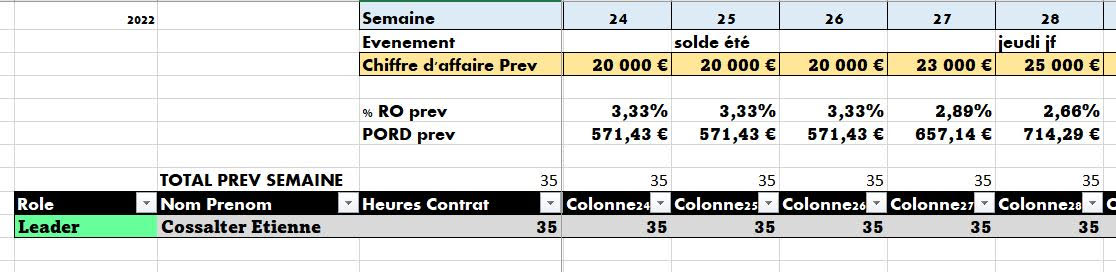 2022 Semaine 24 25 26 27 28
Evenement solde été jeudi jf
Chiffre d'affaire Prev 20 000 € 20 000 € 20 000 € 23 000 € 25 000 €
% RO prev 3,33% 3,33% 3,33% 2,89% 2,66%
PORD prev 571,43 € 571,43 € 571,43 € 657,14 € 714,29 €
TOTAL PREV SEMAINE 35 35 35 35 35 35
Role Nom Prenom Heures Contrat Colonne24 Colonne25 Colonne26 Colonne27 Colonne28 C
Leader Cossalter Etienne 35 35 35 35 35 35